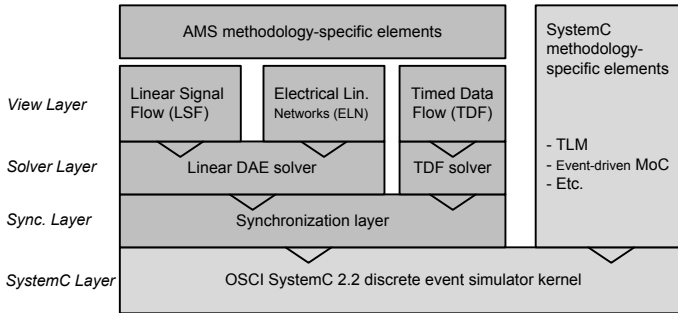 AMS methodology-specific elements
SystemC
methodology-
specific elements
- TLM
- Event-driven MoC
- Etc.
View Layer
Linear Signal
Flow (LSF)
Electrical Lin.
Networks (ELN)
Timed Data
Flow (TDF)
Solver Layer
Linear DAE solver
TDF solver
Sync. Layer
Synchronization layer
SystemC Layer
OSCI SystemC 2.2 discrete event simulator kernel